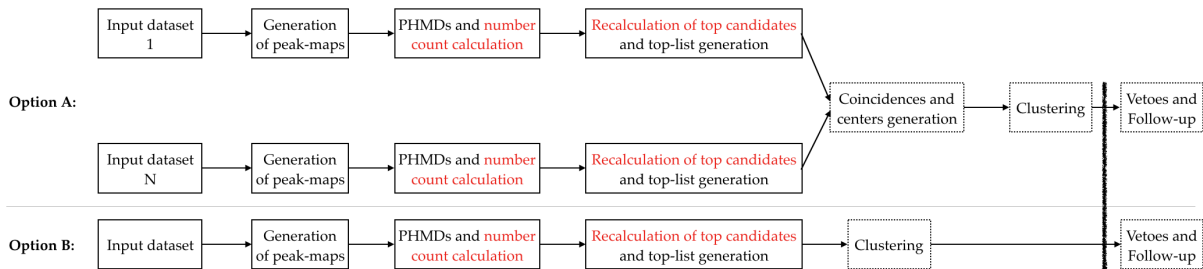 Input dataset
1
Generation
of peak-maps
PHMDs and number
count calculation
Recalculation of top candidates
and top-list generation
Option A:
Coincidences and
centers generation
Clustering
Vetoes and
Follow-up
Input dataset
N
Generation
of peak-maps
PHMDs and number
count calculation
Recalculation of top candidates
and top-list generation
Option B:
Input dataset
Generation
of peak-maps
PHMDs and number
count calculation
Recalculation of top candidates
and top-list generation
Clustering
Vetoes and
Follow-up